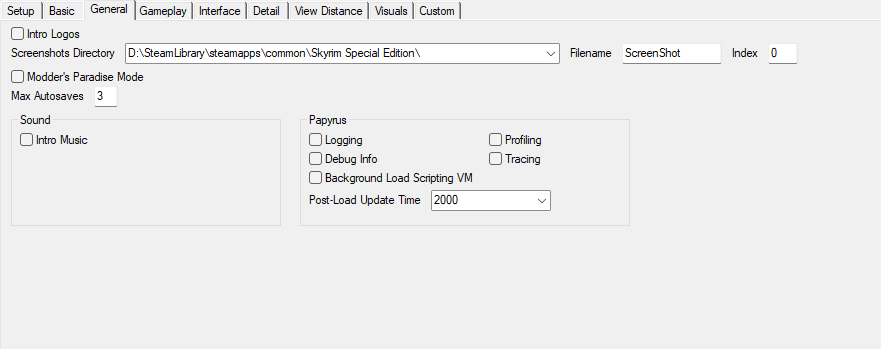 Setup Basic General Gameplay Interface Detail View Distance Visuals Custom
Intro Logos
Screenshots Directory D:\SteamLibrary\steamapps\common\Skyrim Special Edition\ Filename ScreenShot Index 0
Modder's Paradise Mode
Max Autosaves 3
Sound
Intro Music
Papyrus
Logging Profiling
Debug Info Tracing
Background Load Scripting VM
Post-Load Update Time 2000